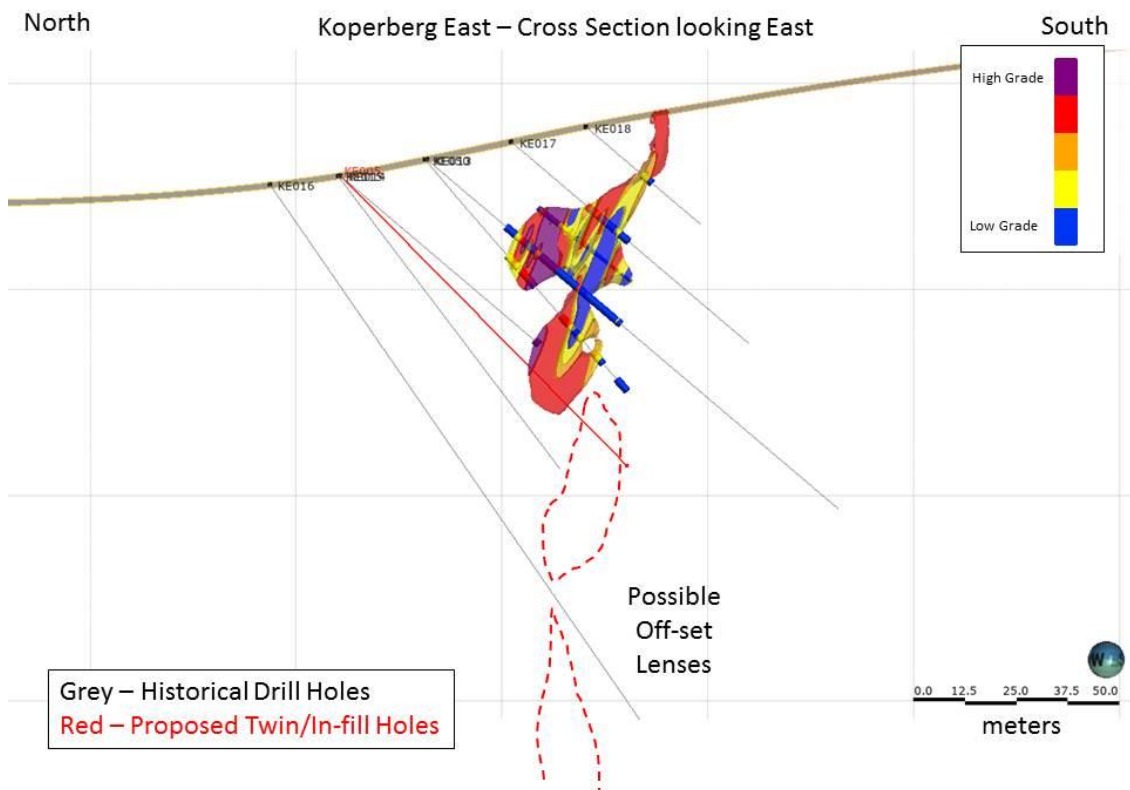 North
Koperberg East – Cross Section looking East
South
High Grade
Low Grade
KE018
KE017
KE016
Possible
Off-set
Lenses
Grey – Historical Drill Holes
Red – Proposed Twin/In-fill Holes
0.0 12.5 25.0 37.5 50.0
meters